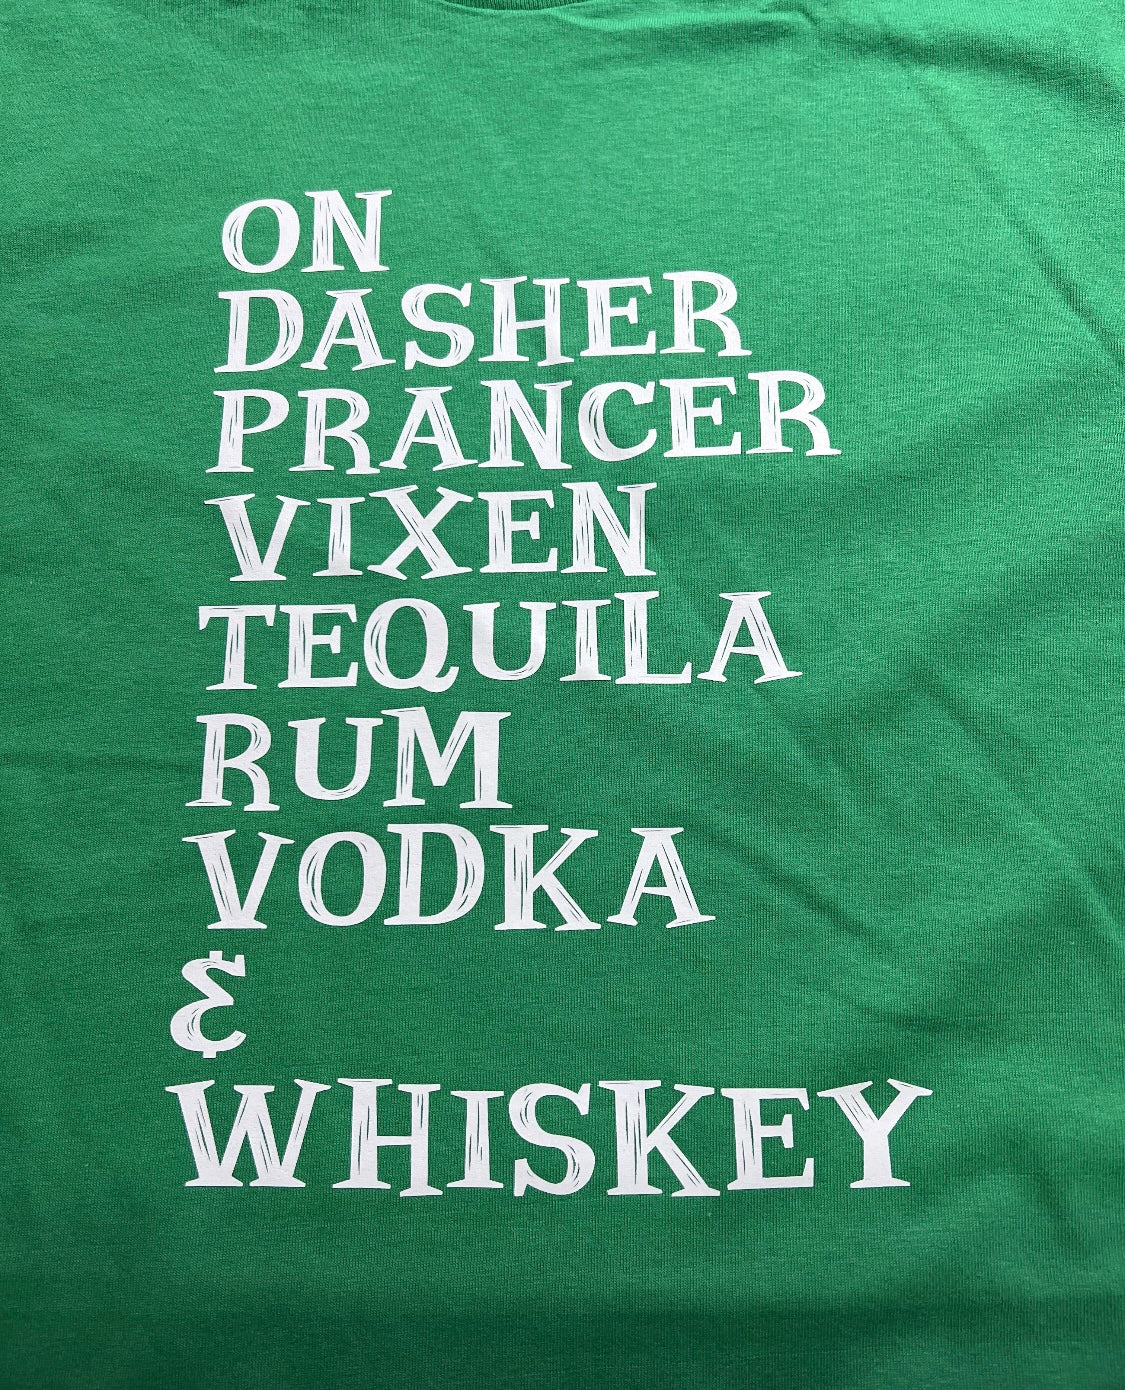 ON
DASHER
PRANCER
VIXEN
TEQUILA
RUM
VODKA
&
WHISKEY